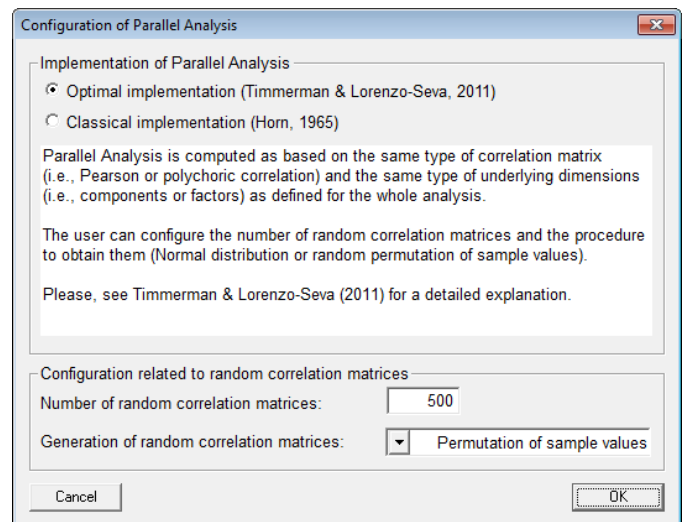 Configuration of Parallel Analysis
Implementation of Parallel Analysis
Optimal implementation (Timmerman & Lorenzo-Seva, 2011)
Classical implementation (Horn, 1965)
Parallel Analysis is computed as based on the same type of correlation matrix
(i.e., Pearson or polychoric correlation) and the same type of underlying dimensions
(i.e., components or factors) as defined for the whole analysis.
The user can configure the number of random correlation matrices and the procedure
to obtain them (Normal distribution or random permutation of sample values).
Please, see Timmerman & Lorenzo-Seva (2011) for a detailed explanation.
Configuration related to random correlation matrices
Number of random correlation matrices: 500
Generation of random correlation matrices: Permutation of sample values
Cancel OK